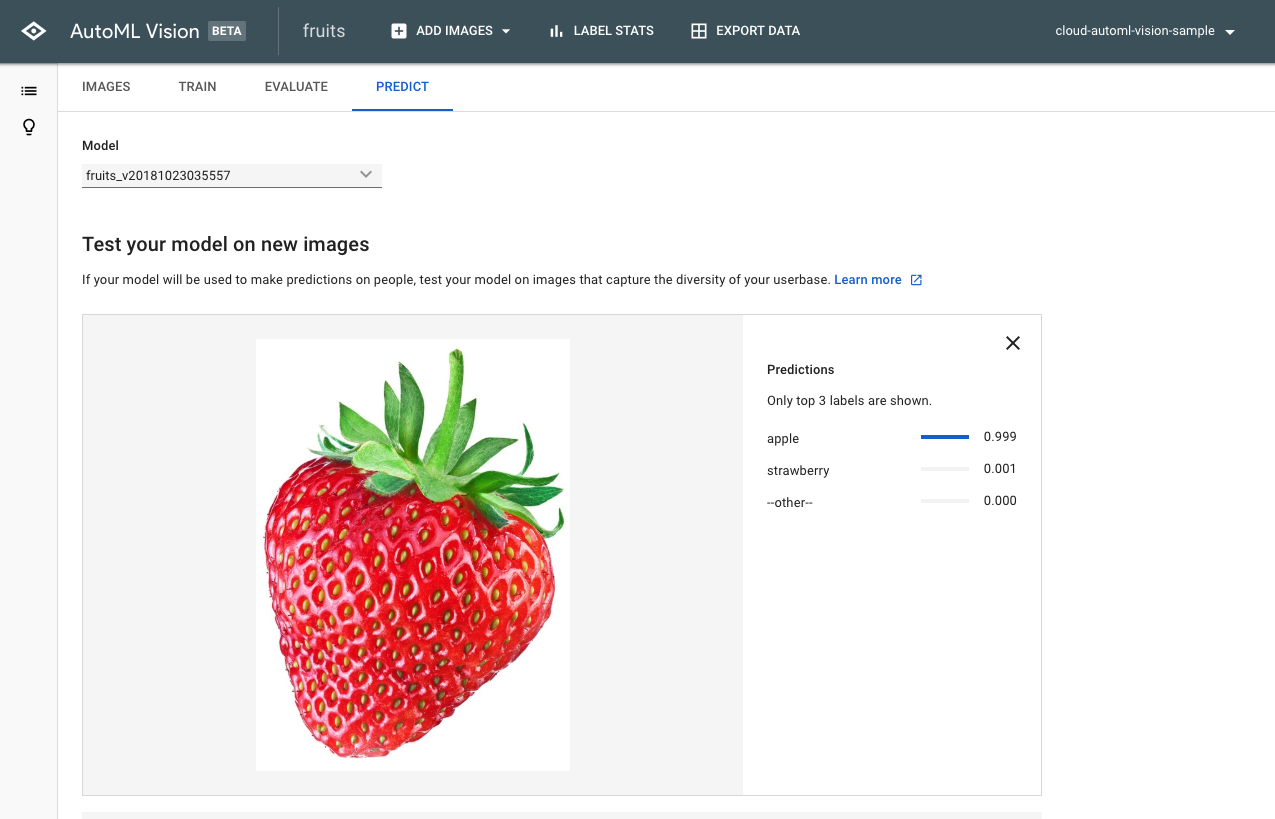 AutoML Vision BETA fruits ADD IMAGES LABEL STATS EXPORT DATA cloud-automl-vision-sample
IMAGES TRAIN EVALUATE PREDICT
Model
fruits_v20181023035557
Test your model on new images
If your model will be used to make predictions on people, test your model on images that capture the diversity of your userbase. Learn more
Predictions
Only top 3 labels are shown.
apple 0.999
strawberry 0.001
--other-- 0.000